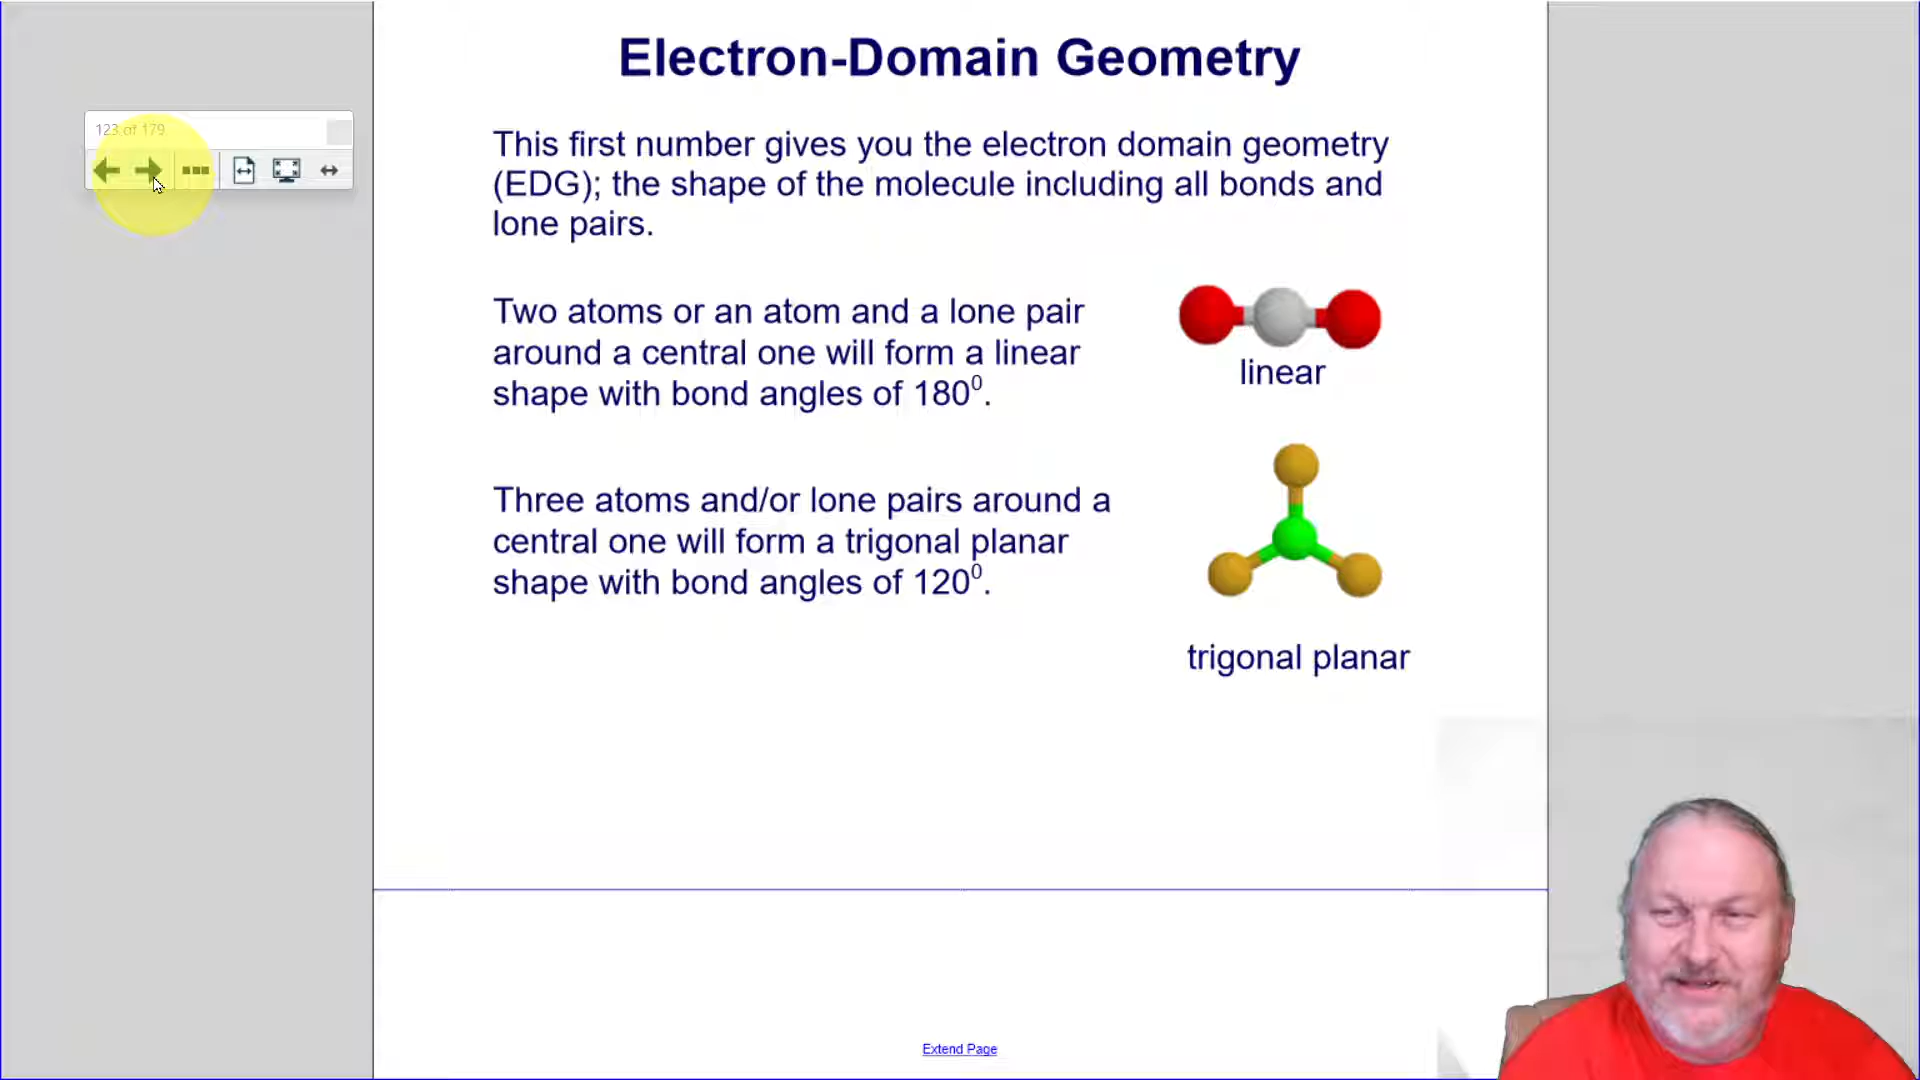 Electron-Domain Geometry
123 of 179
This first number gives you the electron domain geometry
(EDG); the shape of the molecule including all bonds and
lone pairs.
Two atoms or an atom and a lone pair
around a central one will form a linear
shape with bond angles of 180⁰.
linear
Three atoms and/or lone pairs around a
central one will form a trigonal planar
shape with bond angles of 120⁰.
trigonal planar
Extend Page